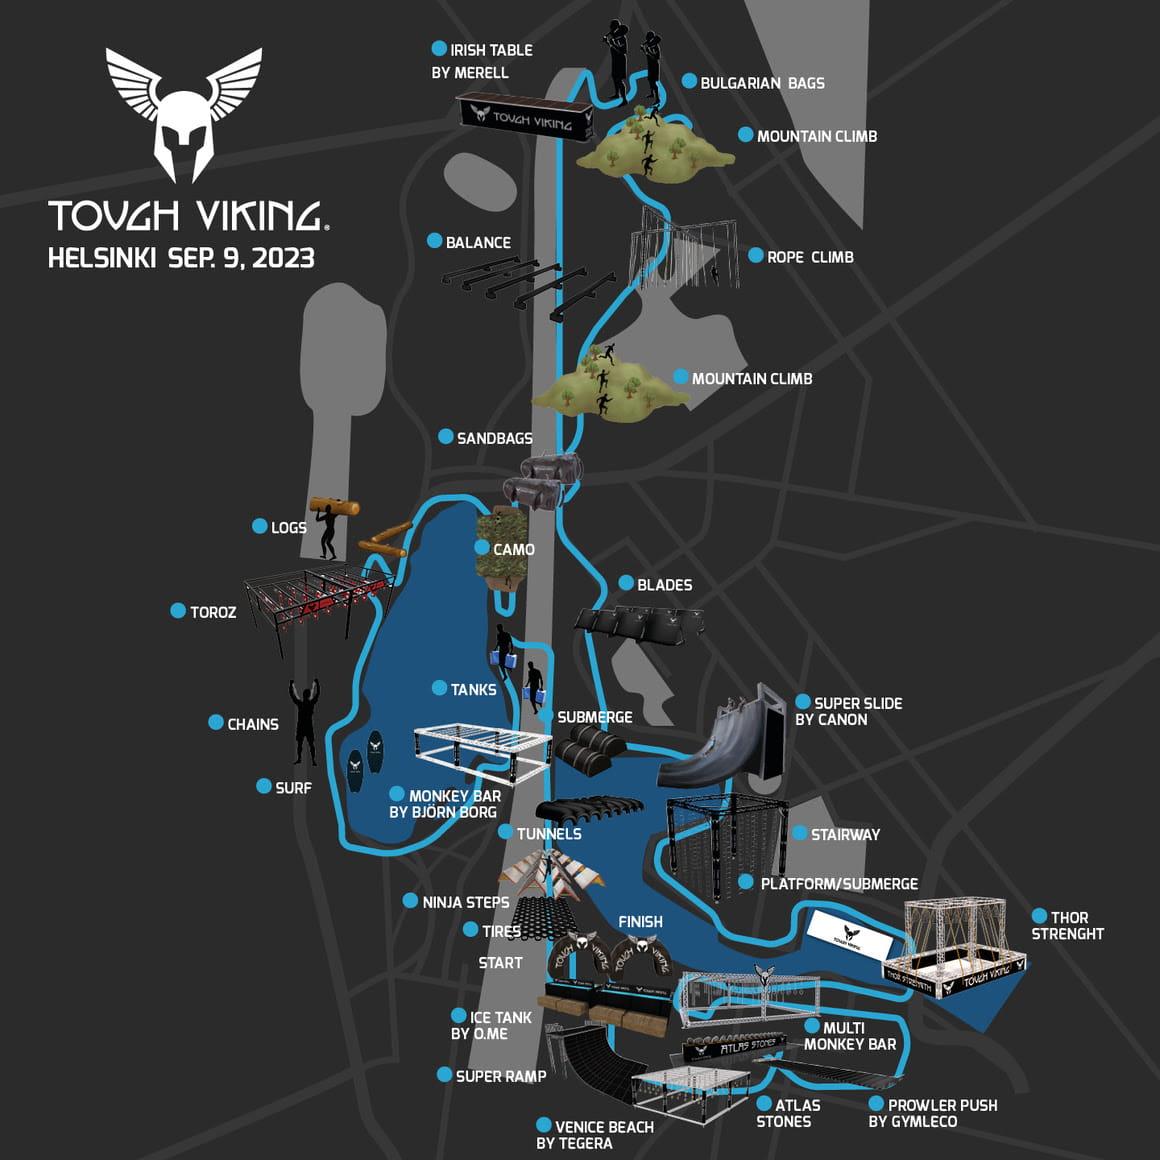 TOUGH VIKING®
HELSINKI SEP. 9, 2023
IRISH TABLE
BY MERELL
TOUGH VIKING
BULGARIAN BAGS
MOUNTAIN CLIMB
BALANCE
ROPE CLIMB
MOUNTAIN CLIMB
SANDBAGS
LOGS
CAMO
BLADES
TOROZ
TANKS
SUPER SLIDE
BY CANON
SUBMERGE
CHAINS
SURF
MONKEY BAR
BY BJÖRN BORG
TUNNELS
STAIRWAY
PLATFORM/SUBMERGE
NINJA STEPS
TIRES
FINISH
THOR
STRENGHT
START
TOUGH VIKING
TOUGH VIKING
TOUGH VIKING
THOR STRENGTH
TOUGH VIKING
ICE TANK
BY O.ME
MULTI
MONKEY BAR
ATLAS STONES
SUPER RAMP
ATLAS
STONES
PROWLER PUSH
BY GYMLECO
VENICE BEACH
BY TEGERA